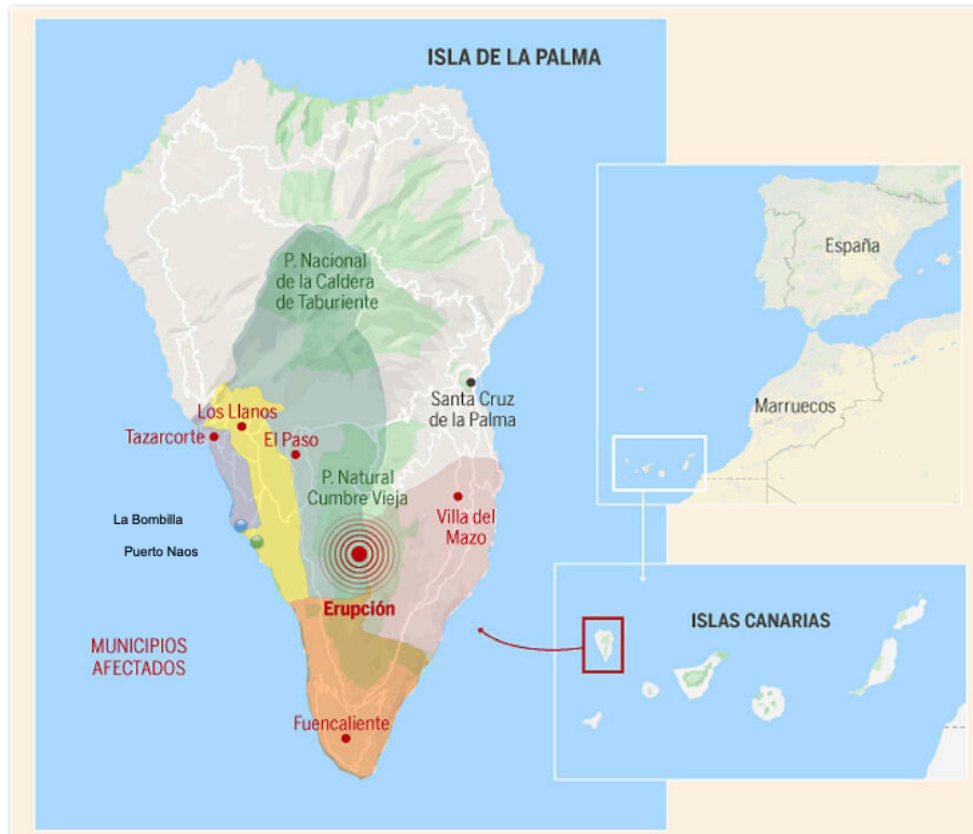 ISLA DE LA PALMA
P. Nacional
de la Caldera
de Taburiente
España
Marruecos
Santa Cruz
de la Palma
Los Llanos
Tazarcorte
El Paso
P. Natural
Cumbre Vieja
Villa del
Mazo
La Bombilla
Puerto Naos
Erupción
MUNICIPIOS
AFECTADOS
ISLAS CANARIAS
Fuencaliente